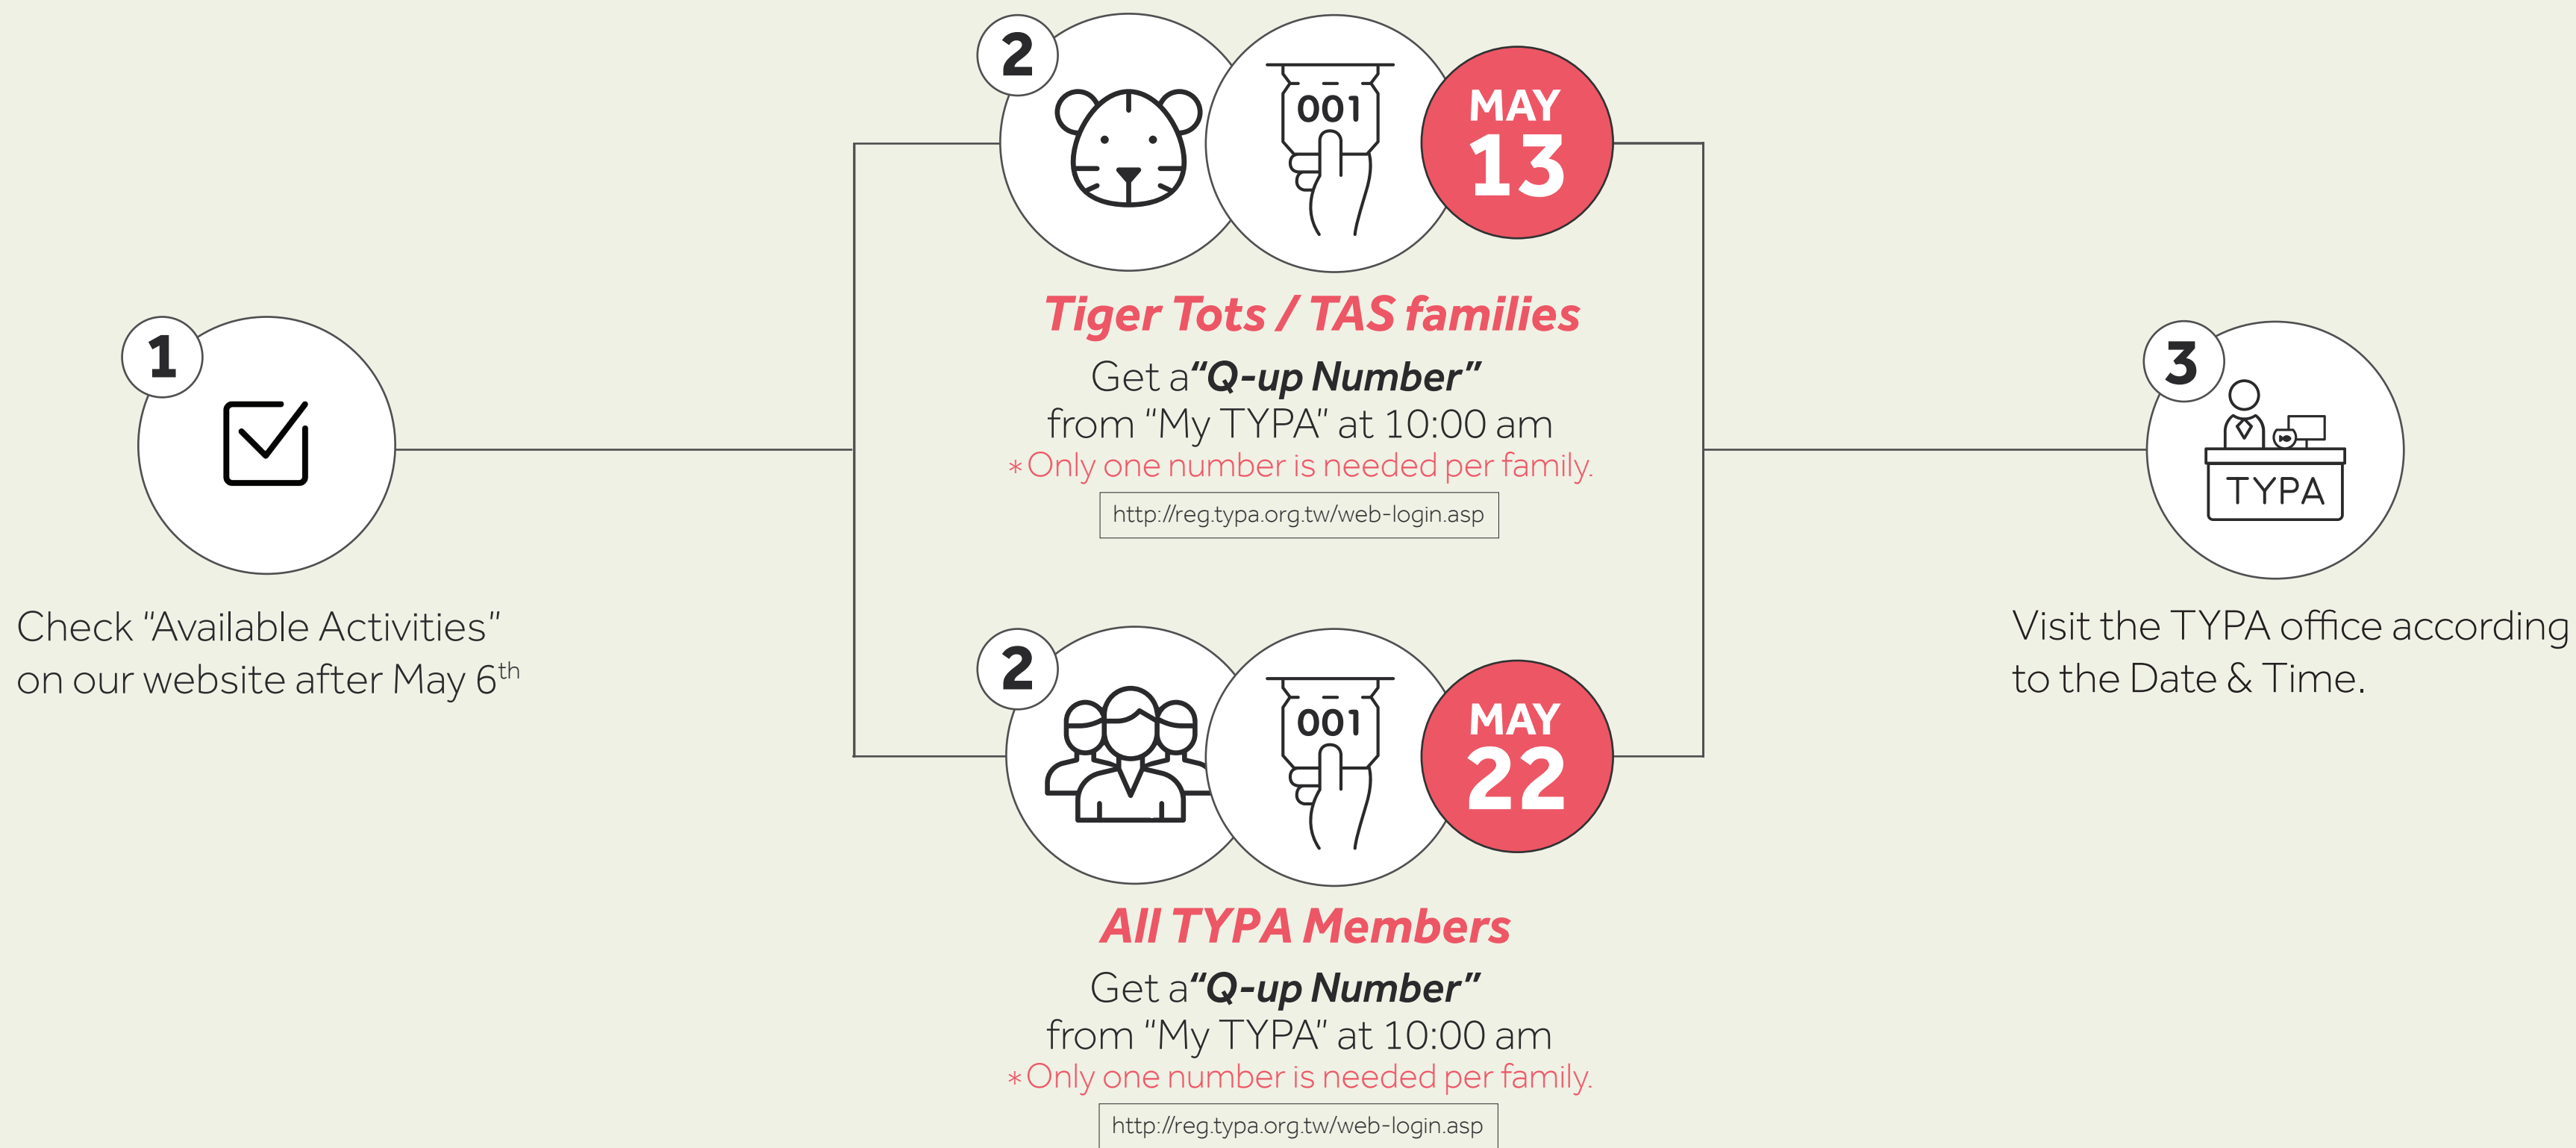 1
Check “Available Activities”
on our website after May 6th
2
001
MAY
13
Tiger Tots / TAS families
Get a“Q-up Number”
from “My TYPA” at 10:00 am
*Only one number is needed per family.
http://reg.typa.org.tw/web-login.asp
2
001
MAY
22
All TYPA Members
Get a“Q-up Number”
from “My TYPA” at 10:00 am
*Only one number is needed per family.
http://reg.typa.org.tw/web-login.asp
3
TYPA
Visit the TYPA office according
to the Date & Time.